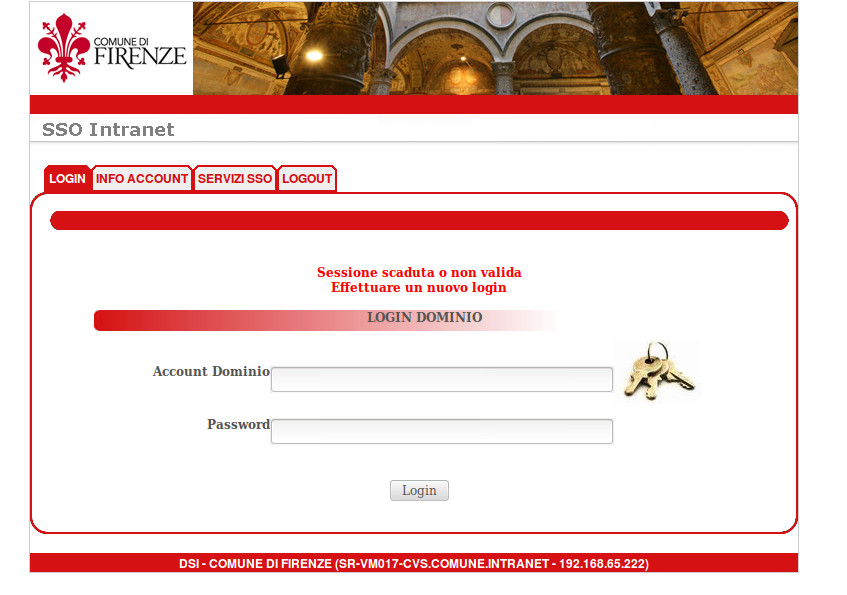 COMUNE DI
FIRENZE
SSO Intranet
LOGIN INFO ACCOUNT SERVIZI SSO LOGOUT
Sessione scaduta o non valida
Effettuare un nuovo login
LOGIN DOMINIO
Account Dominio
Password
Login
DSI - COMUNE DI FIRENZE (SR-VM017-CVS.COMUNE.INTRANET - 192.168.65.222)